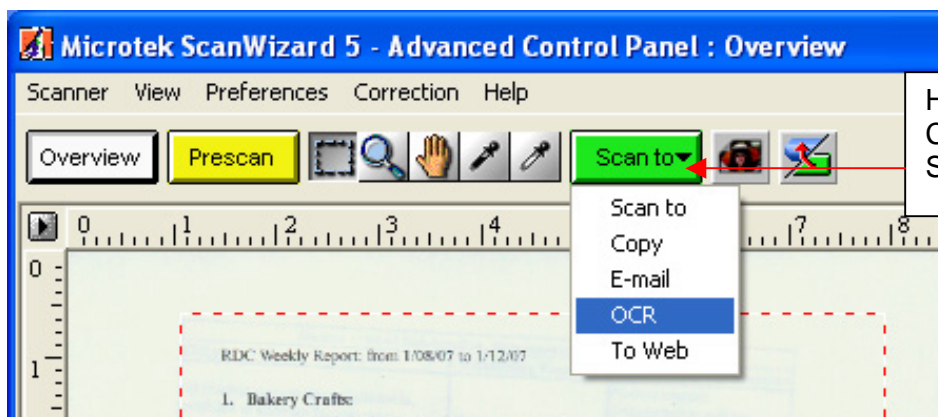 Microtek ScanWizard 5 - Advanced Control Panel : Overview
Scanner View Preferences Correction Help
H
C
S
Overview Prescan Scan to
0 1 2 3 4 7 8
Scan to
Copy
E-mail
OCR
To Web
0
1
RDC Weekly Report: from 1/08/07 to 1/12/07
1. Bakery Crafts: